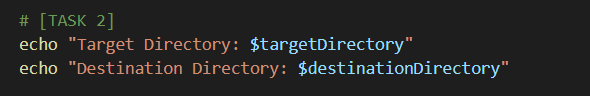 # [TASK 2]
echo "Target Directory: $targetDirectory"
echo "Destination Directory: $destinationDirectory"